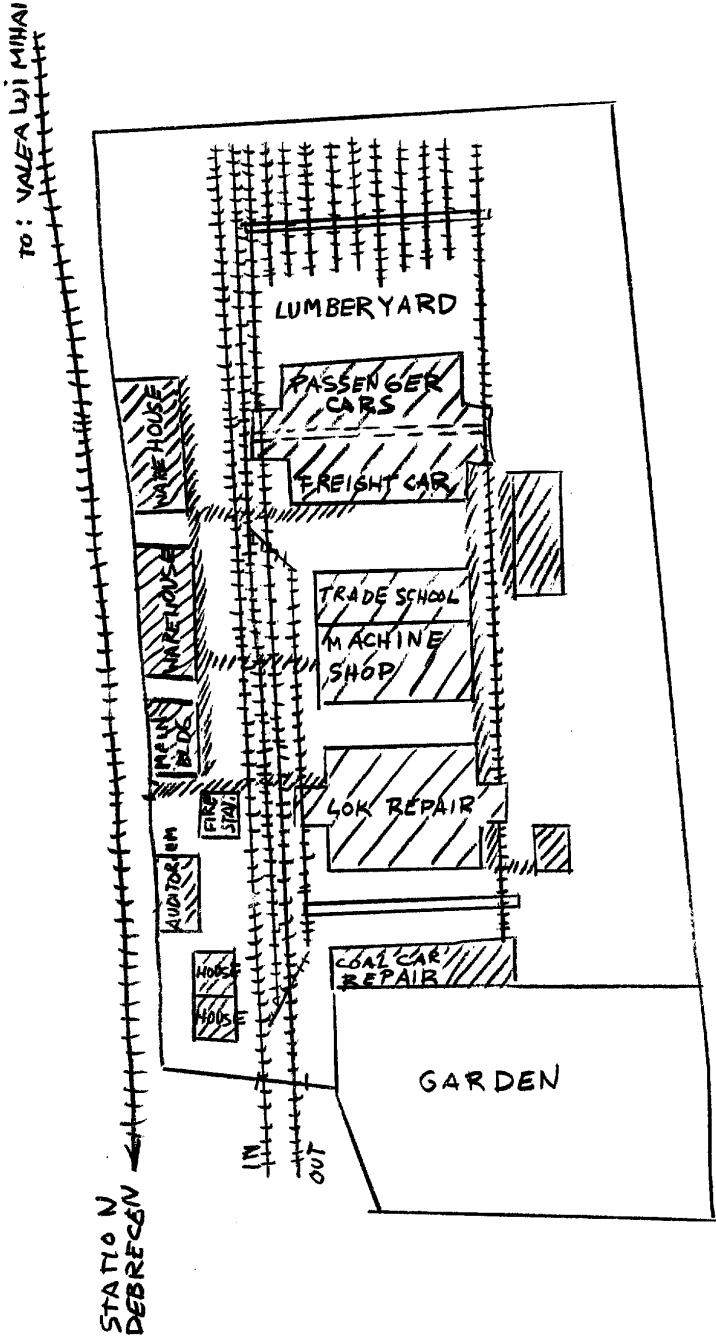 TO: VALEA LUI MIHAI
LUMBERYARD
PASSENGER
CARS
WAREHOUSE
FREIGHT CAR
WAREHOUSE
TRADE SCHOOL
MACHINE
SHOP
MAIN
BLDG.
FIRE
STAT.
LOK REPAIR
AUDITORIUM
COAL CAR
REPAIR
HOUSE
HOUSE
GARDEN
IN
OUT
STATION
DEBRECEN